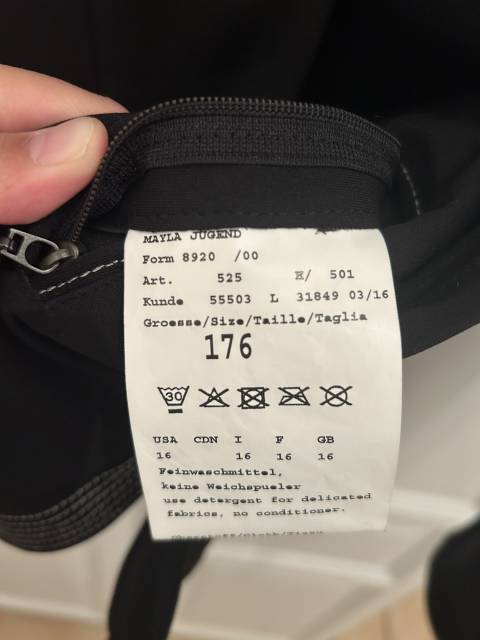 MAYLA JUGEND
Form 8920 /00
Art. 525 E/ 501
Kunde 55503 L 31849 03/16
Groesse/Size/Taille/Taglia
176
30
USA CDN I F GB
16 16 16 16
Feinwaschmittel,
keine Weichspueler
use detergent for delicated
fabrics, no conditioner.